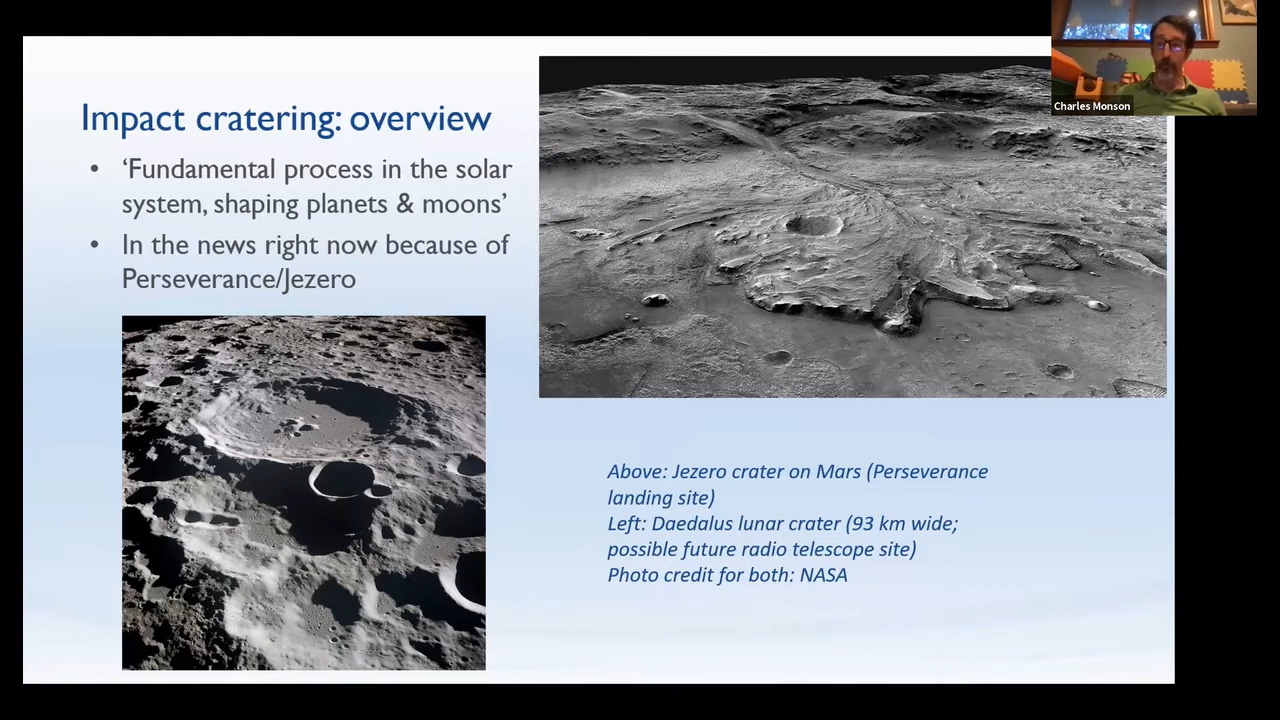 Impact cratering: overview
• ‘Fundamental process in the solar
system, shaping planets & moons’
• In the news right now because of
Perseverance/Jezero
Above: Jezero crater on Mars (Perseverance
landing site)
Left: Daedalus lunar crater (93 km wide;
possible future radio telescope site)
Photo credit for both: NASA
Charles Monson